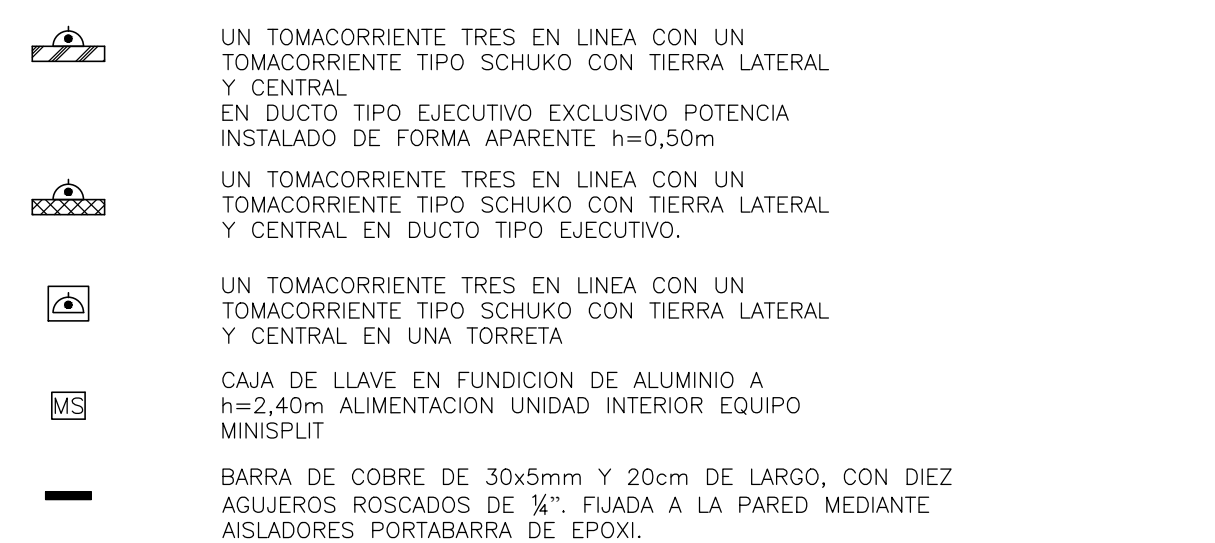 UN TOMACORRIENTE TRES EN LINEA CON UN
TOMACORRIENTE TIPO SCHUKO CON TIERRA LATERAL
Y CENTRAL
EN DUCTO TIPO EJECUTIVO EXCLUSIVO POTENCIA
INSTALADO DE FORMA APARENTE h=0,50m
UN TOMACORRIENTE TRES EN LINEA CON UN
TOMACORRIENTE TIPO SCHUKO CON TIERRA LATERAL
Y CENTRAL EN DUCTO TIPO EJECUTIVO.
UN TOMACORRIENTE TRES EN LINEA CON UN
TOMACORRIENTE TIPO SCHUKO CON TIERRA LATERAL
Y CENTRAL EN UNA TORRETA
MS
CAJA DE LLAVE EN FUNDICION DE ALUMINIO A
h=2,40m ALIMENTACION UNIDAD INTERIOR EQUIPO
MINISPLIT
BARRA DE COBRE DE 30x5mm Y 20cm DE LARGO, CON DIEZ
AGUJEROS ROSCADOS DE ¼”. FIJADA A LA PARED MEDIANTE
AISLADORES PORTABARRA DE EPOXI.